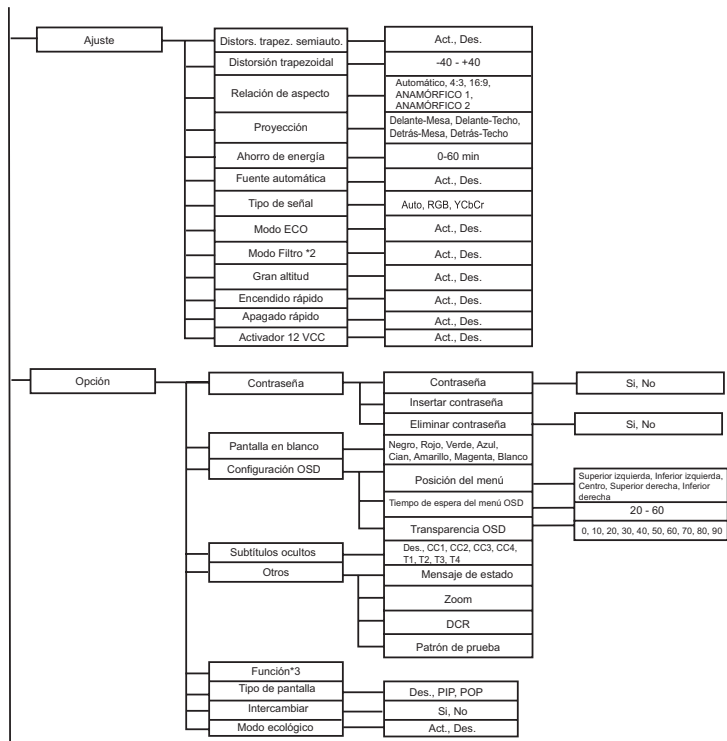 Ajuste
Distors. trapez. semiauto.
Act., Des.
Distorsión trapezoidal
-40 - +40
Relación de aspecto
Automático, 4:3, 16:9,
ANAMÓRFICO 1,
ANAMÓRFICO 2
Proyección
Delante-Mesa, Delante-Techo,
Detrás-Mesa, Detrás-Techo
Ahorro de energía
0-60 min
Fuente automática
Act., Des.
Tipo de señal
Auto, RGB, YCbCr
Modo ECO
Act., Des.
Modo Filtro *2
Act., Des.
Gran altitud
Act., Des.
Encendido rápido
Act., Des.
Apagado rápido
Act., Des.
Activador 12 VCC
Act., Des.
Opción
Contraseña
Contraseña
Si, No
Insertar contraseña
Eliminar contraseña
Si, No
Pantalla en blanco
Negro, Rojo, Verde, Azul,
Cian, Amarillo, Magenta, Blanco
Configuración OSD
Posición del menú
Superior izquierda, Inferior izquierda,
Centro, Superior derecha, Inferior
derecha
Tiempo de espera del menú OSD
20 - 60
Transparencia OSD
0, 10, 20, 30, 40, 50, 60, 70, 80, 90
Subtítulos ocultos
Des., CC1, CC2, CC3, CC4,
T1, T2, T3, T4
Otros
Mensaje de estado
Zoom
DCR
Patrón de prueba
Función*3
Tipo de pantalla
Des., PIP, POP
Intercambiar
Si, No
Modo ecológico
Act., Des.